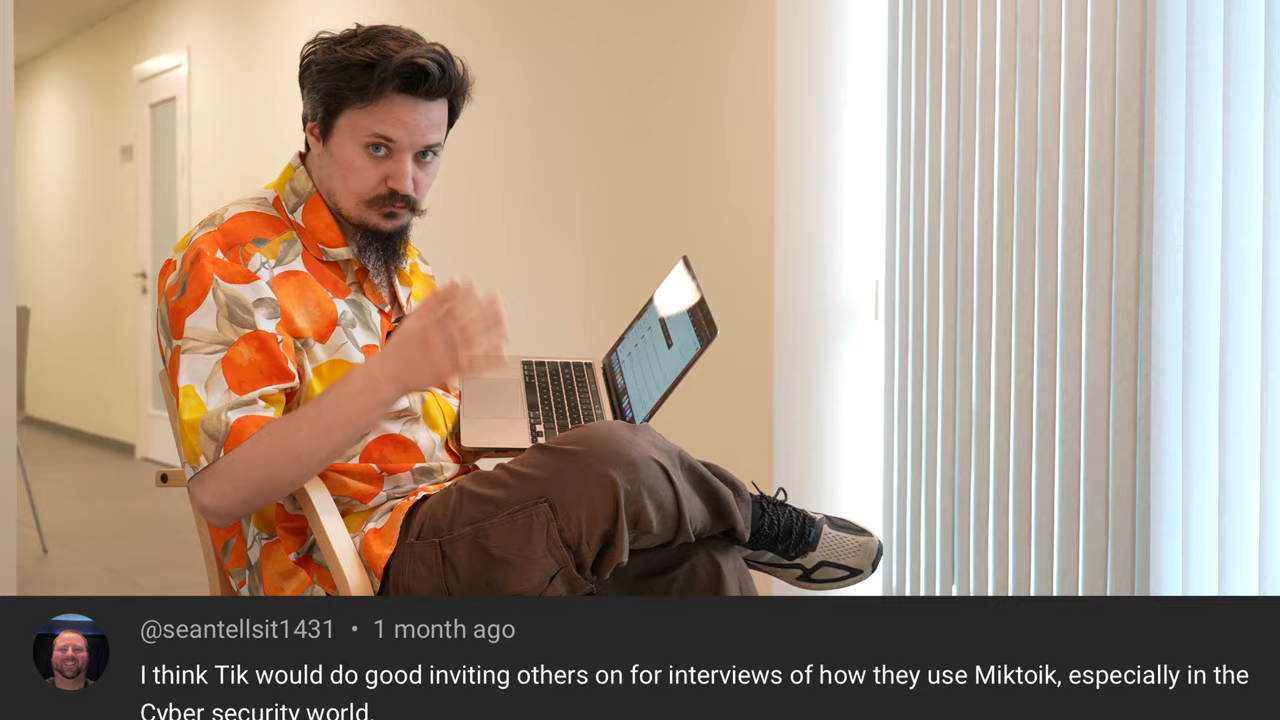 @seantellsit1431 • 1 month ago
I think Tik would do good inviting others on for interviews of how they use Miktoik, especially in the
Cyber security world.